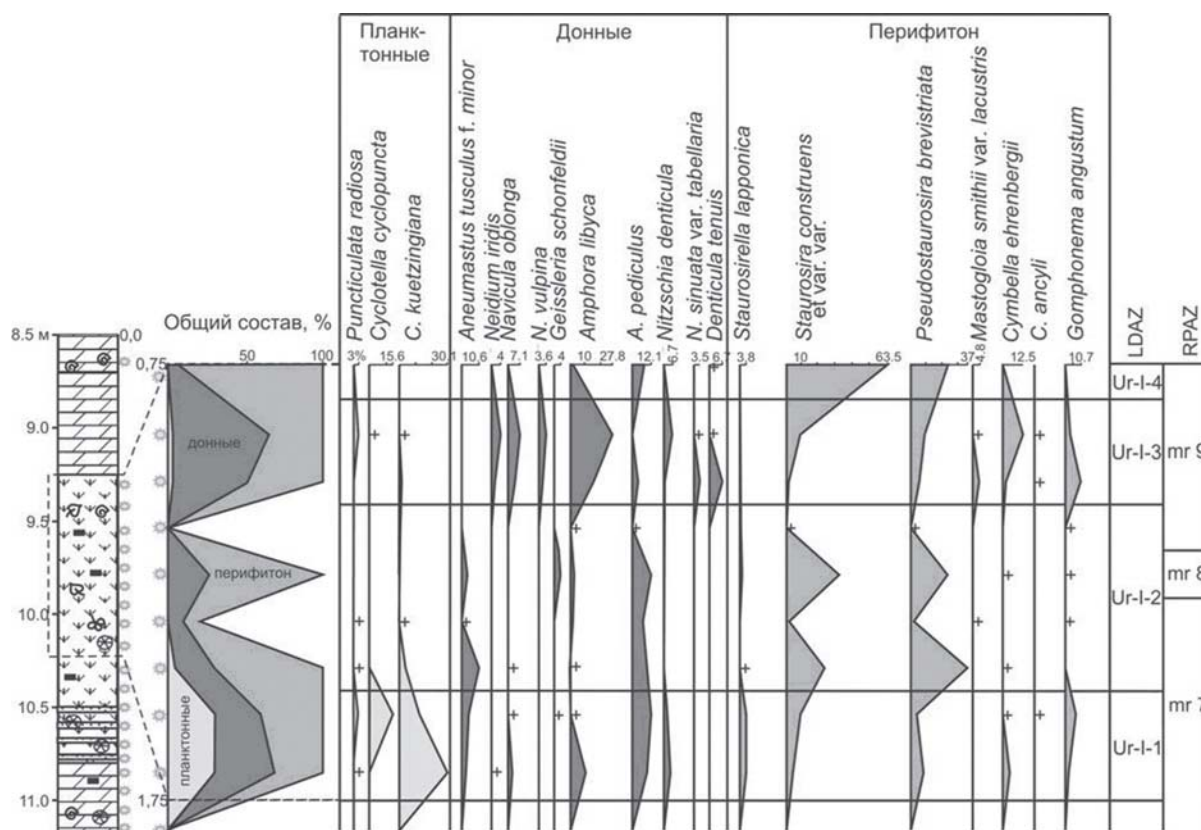 Планк-
тонные
Донные
Перифитон
Puncticulata radiosa
Cyclotella cyclopuncta
C. kuetzingiana
Aneumastus tusculus f. minor
Neidium iridis
Navicula oblonga
N. vulpina
Geissleria schonfeldii
Amphora libyca
A. pediculus
Nitzschia denticula
N. sinuata var. tabellaria
Denticula tenuis
Staurosirella lapponica
Staurosira construens
et var. var.
Pseudostaurosira brevistriata
Mastogloia smithii var. lacustris
Cymbella ehrenbergii
C. ancyli
Gomphonema angustum
LDAZ
RPAZ
Общий состав, %
8.5 м
0,0
50
100
3%
15.6
30.1
10,6
4
7.1
3.6
4
10
27.8
12.1
6.7
3.5
6.7
3.8
10
63.5
37
4.8
12.5
10.7
0,75
Ur-I-4
9.0
донные
Ur-I-3
mr 9
9.5
перифитон
mr 8
Ur-I-2
10.0
10.5
mr 7
планктонные
Ur-I-1
11.0
1,75